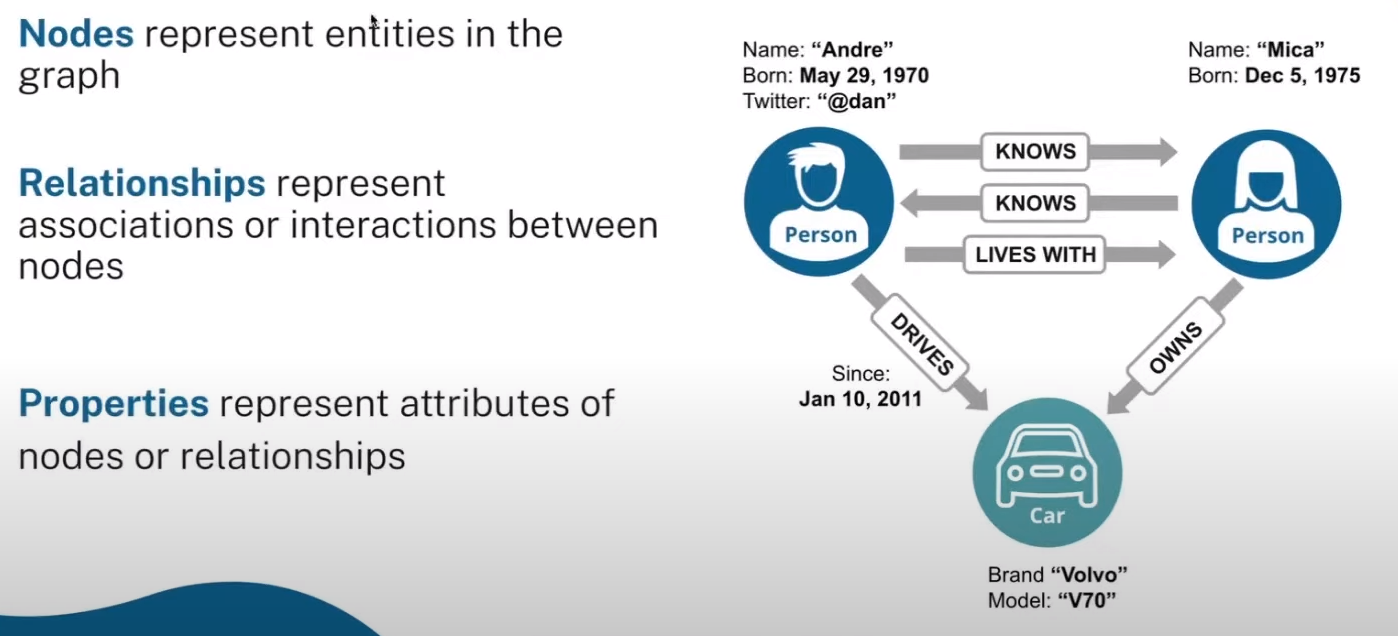 Nodes represent entities in the
graph
Relationships represent
associations or interactions between
nodes
Properties represent attributes of
nodes or relationships
Name: “Andre”
Born: May 29, 1970
Twitter: “@dan”
Name: “Mica”
Born: Dec 5, 1975
KNOWS
KNOWS
LIVES WITH
Person
Person
DRIVES
OWNS
Since:
Jan 10, 2011
Car
Brand “Volvo”
Model: “V70”